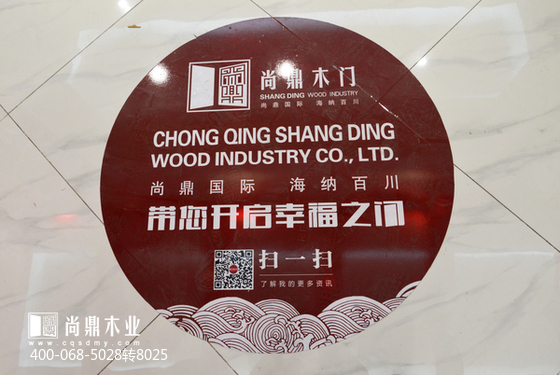 尚鼎木门
SHANG DING WOOD INDUSTRY
尚鼎国际 海纳百川
CHONG QING SHANG DING
WOOD INDUSTRY CO., LTD.
尚鼎国际 海纳百川
带您开启幸福之门
扫一扫
了解我的更多资讯
尚鼎木业
www.cqsdmy.com
400-068-5028转8025